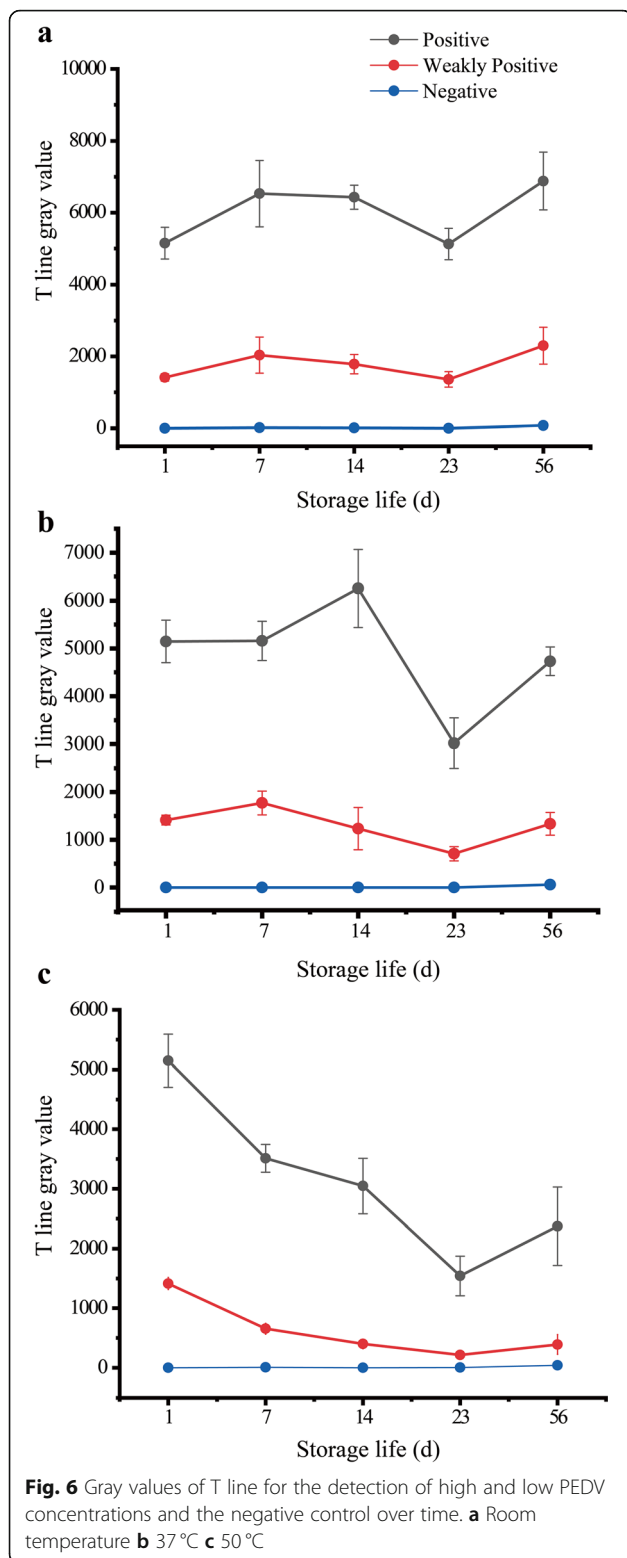 a
Positive
Weakly Positive
Negative
10000
8000
6000
4000
2000
0
T line gray value
1 7 14 23 56
Storage life (d)
b
7000
6000
5000
4000
3000
2000
1000
0
T line gray value
1 7 14 23 56
Storage life (d)
c
6000
5000
4000
3000
2000
1000
0
T line gray value
1 7 14 23 56
Storage life (d)
Fig. 6 Gray values of T line for the detection of high and low PEDV
concentrations and the negative control over time. a Room
temperature b 37 °C c 50 °C